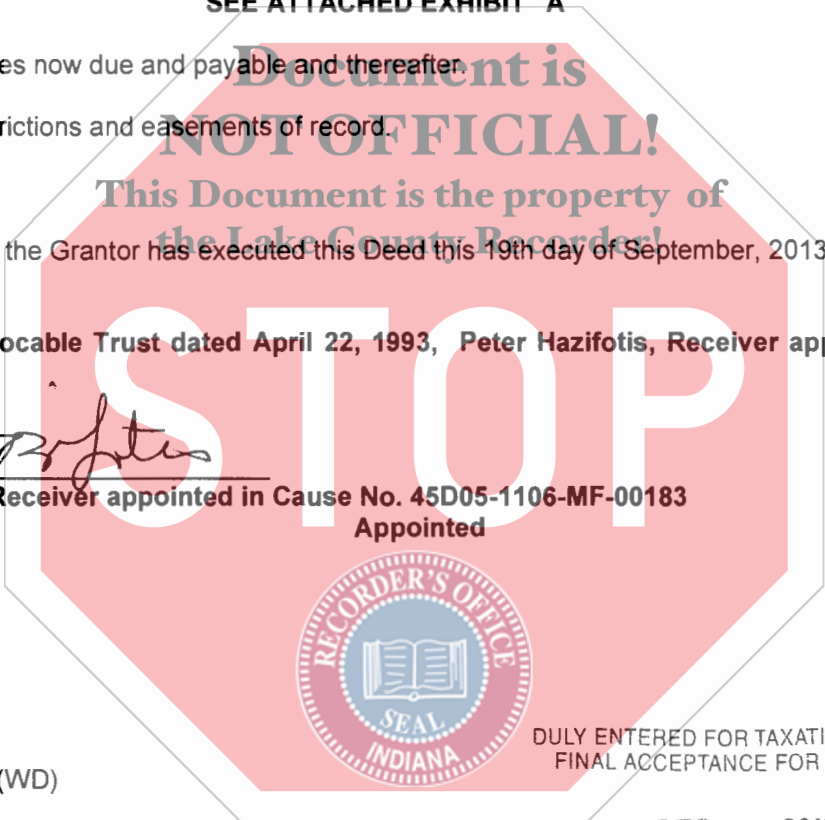 SEE ATTACHED EXHIBIT "A"
es now due and payable and thereafter.
Document is
rictions and easements of record.
NOT OFFICIAL!
This Document is the property of
the Lake County Recorder!
the Grantor has executed this Deed this 19th day of September, 2013
ocable Trust dated April 22, 1993, Peter Hazifotis, Receiver app
STOP
Receiver appointed in Cause No. 45D05-1106-MF-00183
Appointed
RECORDER'S OFFICE
SEAL
INDIANA
DULY ENTERED FOR TAXATI
FINAL ACCEPTANCE FOR
(WD)